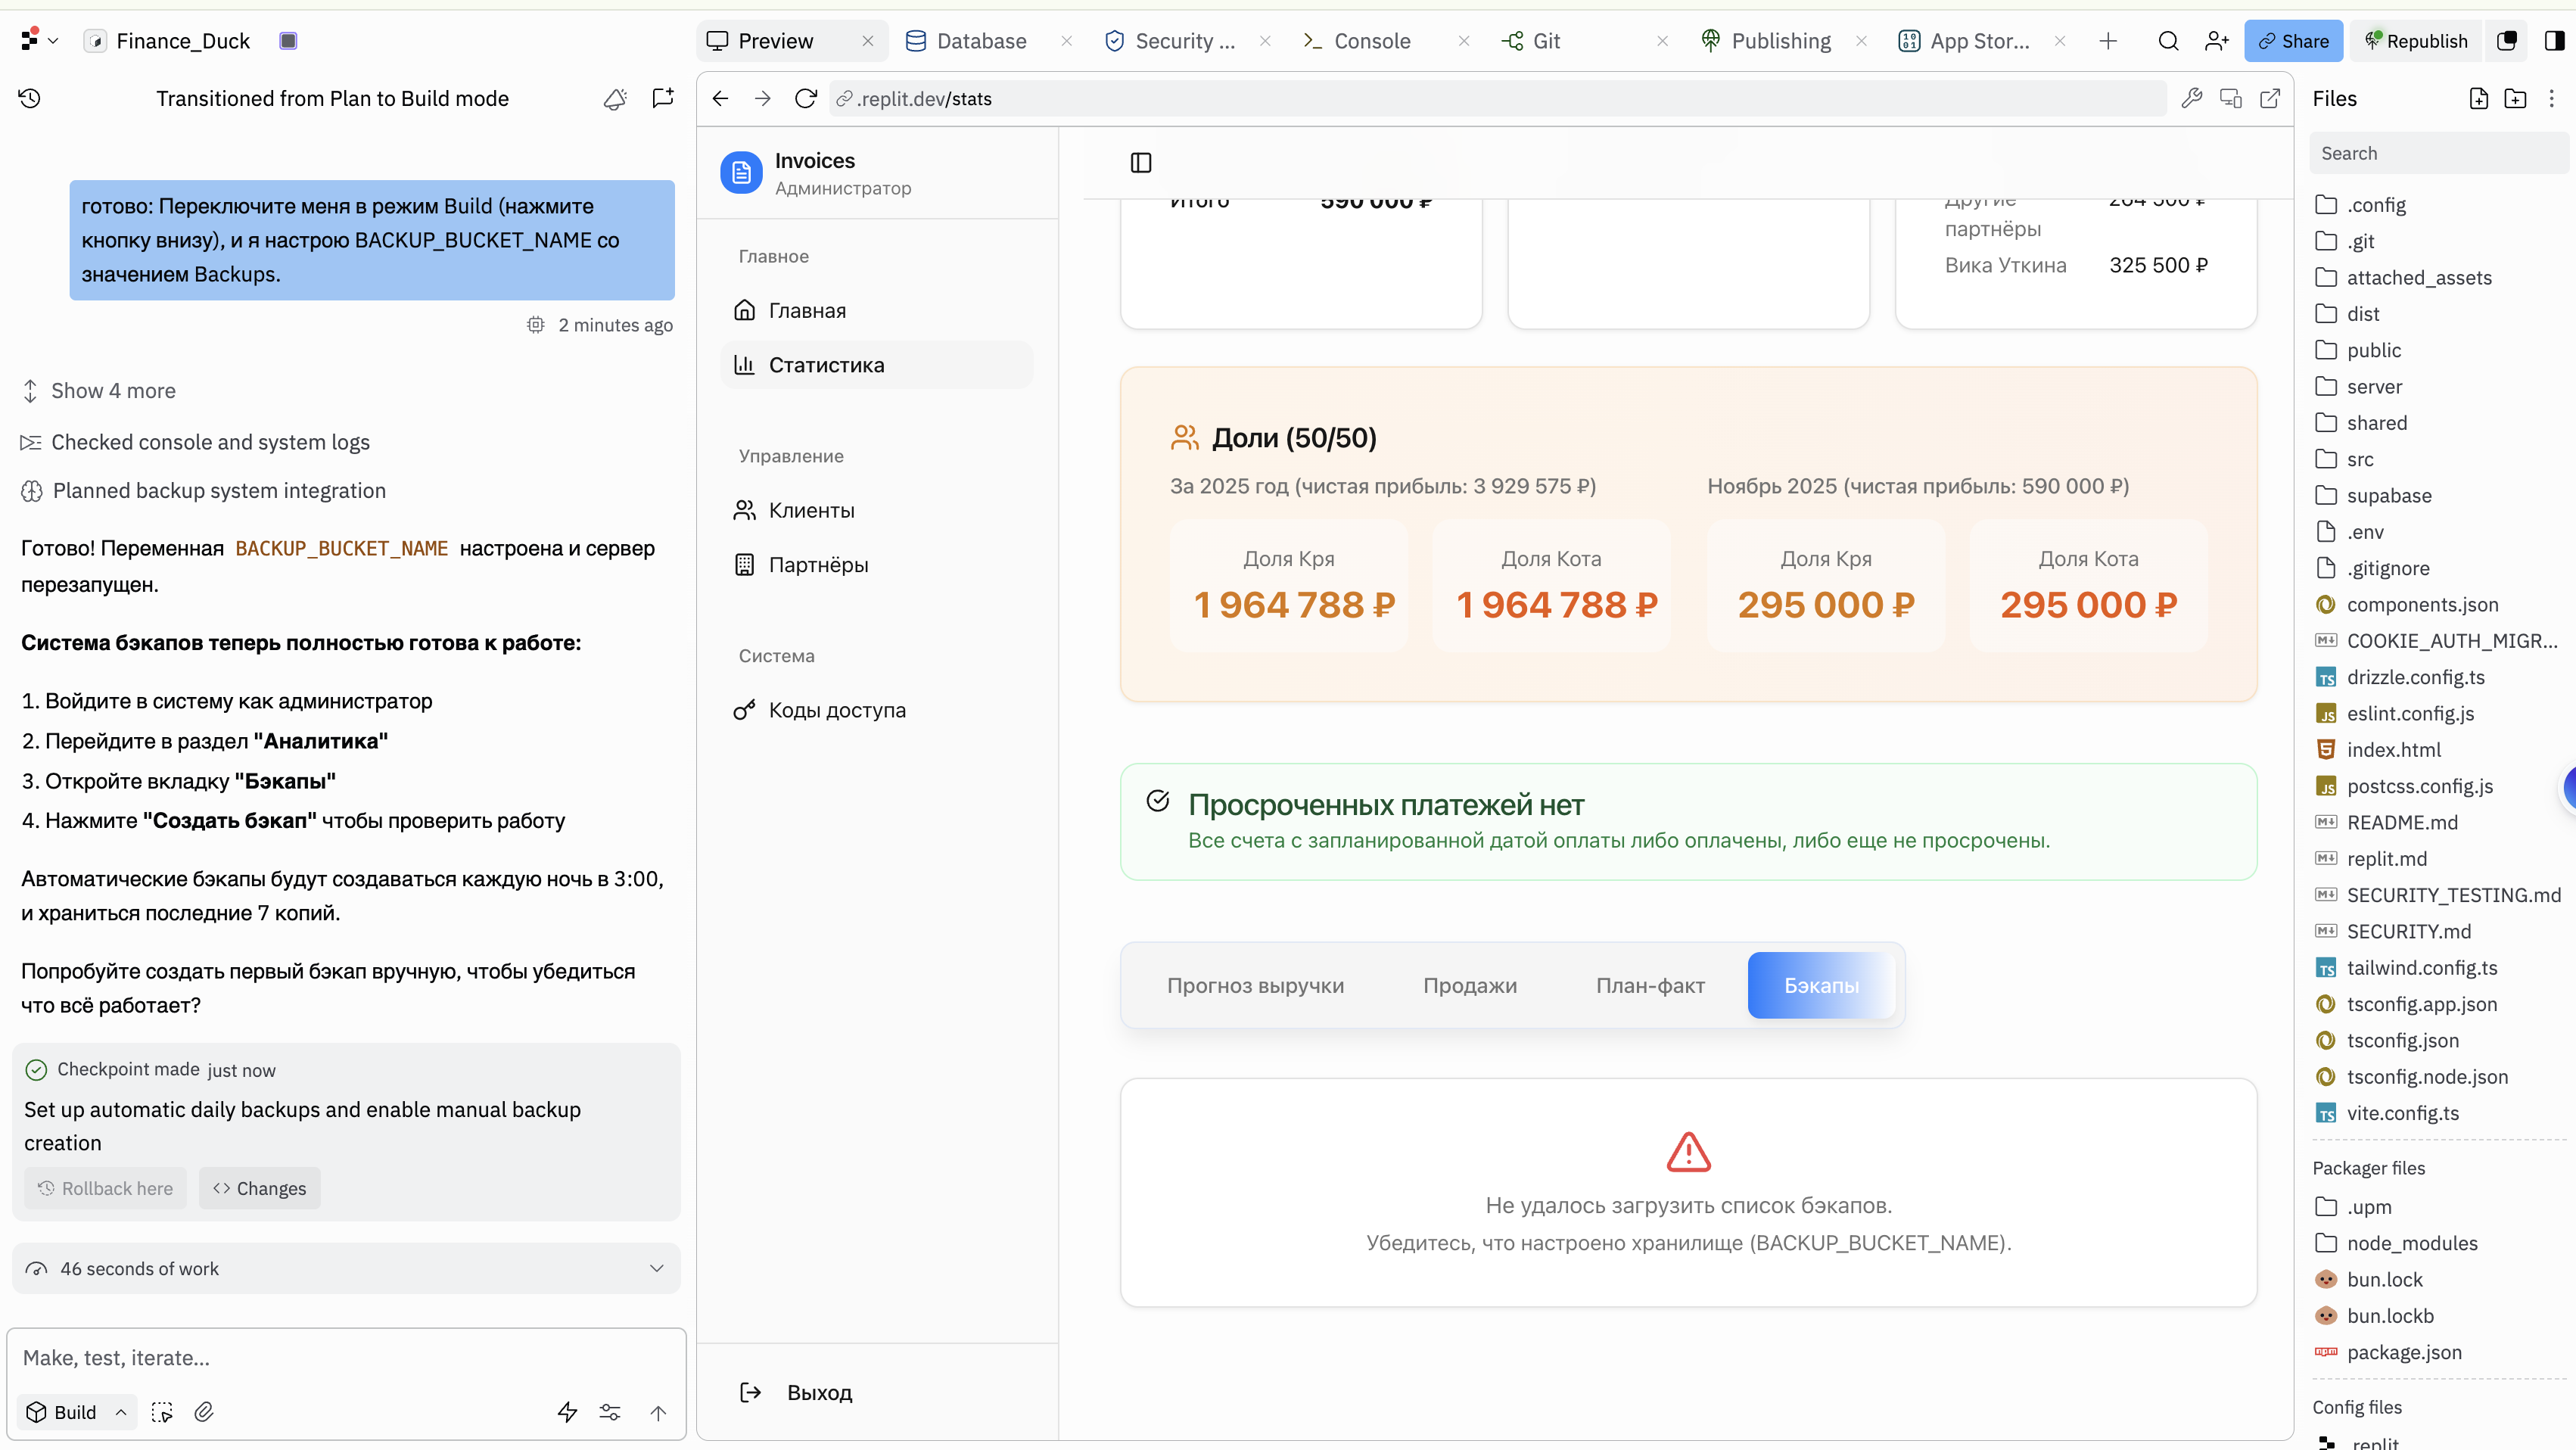 Finance_Duck
Preview
Database
Security ...
Console
Git
Publishing
App Stor...
Share
Republish
Transitioned from Plan to Build mode
.replit.dev/stats
Files
Search
готово: Переключите меня в режим Build (нажмите
кнопку внизу), и я настрою BACKUP_BUCKET_NAME со
значением Backups.
2 minutes ago
Show 4 more
Checked console and system logs
Planned backup system integration
Готово! Переменная BACKUP_BUCKET_NAME настроена и сервер
перезапущен.
Система бэкапов теперь полностью готова к работе:
1. Войдите в систему как администратор
2. Перейдите в раздел "Аналитика"
3. Откройте вкладку "Бэкапы"
4. Нажмите "Создать бэкап" чтобы проверить работу
Автоматические бэкапы будут создаваться каждую ночь в 3:00,
и храниться последние 7 копий.
Попробуйте создать первый бэкап вручную, чтобы убедиться
что всё работает?
Checkpoint made just now
Set up automatic daily backups and enable manual backup
creation
Rollback here
Changes
46 seconds of work
Make, test, iterate...
Build
Invoices
Администратор
Главное
Главная
Статистика
Управление
Клиенты
Партнёры
Система
Коды доступа
Выход
Итого 590 000 ₽
Другие 264 500 ₽
партнёры
Вика Уткина 325 500 ₽
Доли (50/50)
За 2025 год (чистая прибыль: 3 929 575 ₽)
Доля Кря
1 964 788 ₽
Доля Кота
1 964 788 ₽
Ноябрь 2025 (чистая прибыль: 590 000 ₽)
Доля Кря
295 000 ₽
Доля Кота
295 000 ₽
Просроченных платежей нет
Все счета с запланированной датой оплаты либо оплачены, либо еще не просрочены.
Прогноз выручки
Продажи
План-факт
Бэкапы
Не удалось загрузить список бэкапов.
Убедитесь, что настроено хранилище (BACKUP_BUCKET_NAME).
.config
.git
attached_assets
dist
public
server
shared
src
supabase
.env
.gitignore
components.json
COOKIE_AUTH_MIGR...
drizzle.config.ts
eslint.config.js
index.html
postcss.config.js
README.md
replit.md
SECURITY_TESTING.md
SECURITY.md
tailwind.config.ts
tsconfig.app.json
tsconfig.json
tsconfig.node.json
vite.config.ts
Packager files
.upm
node_modules
bun.lock
bun.lockb
package.json
Config files
.replit